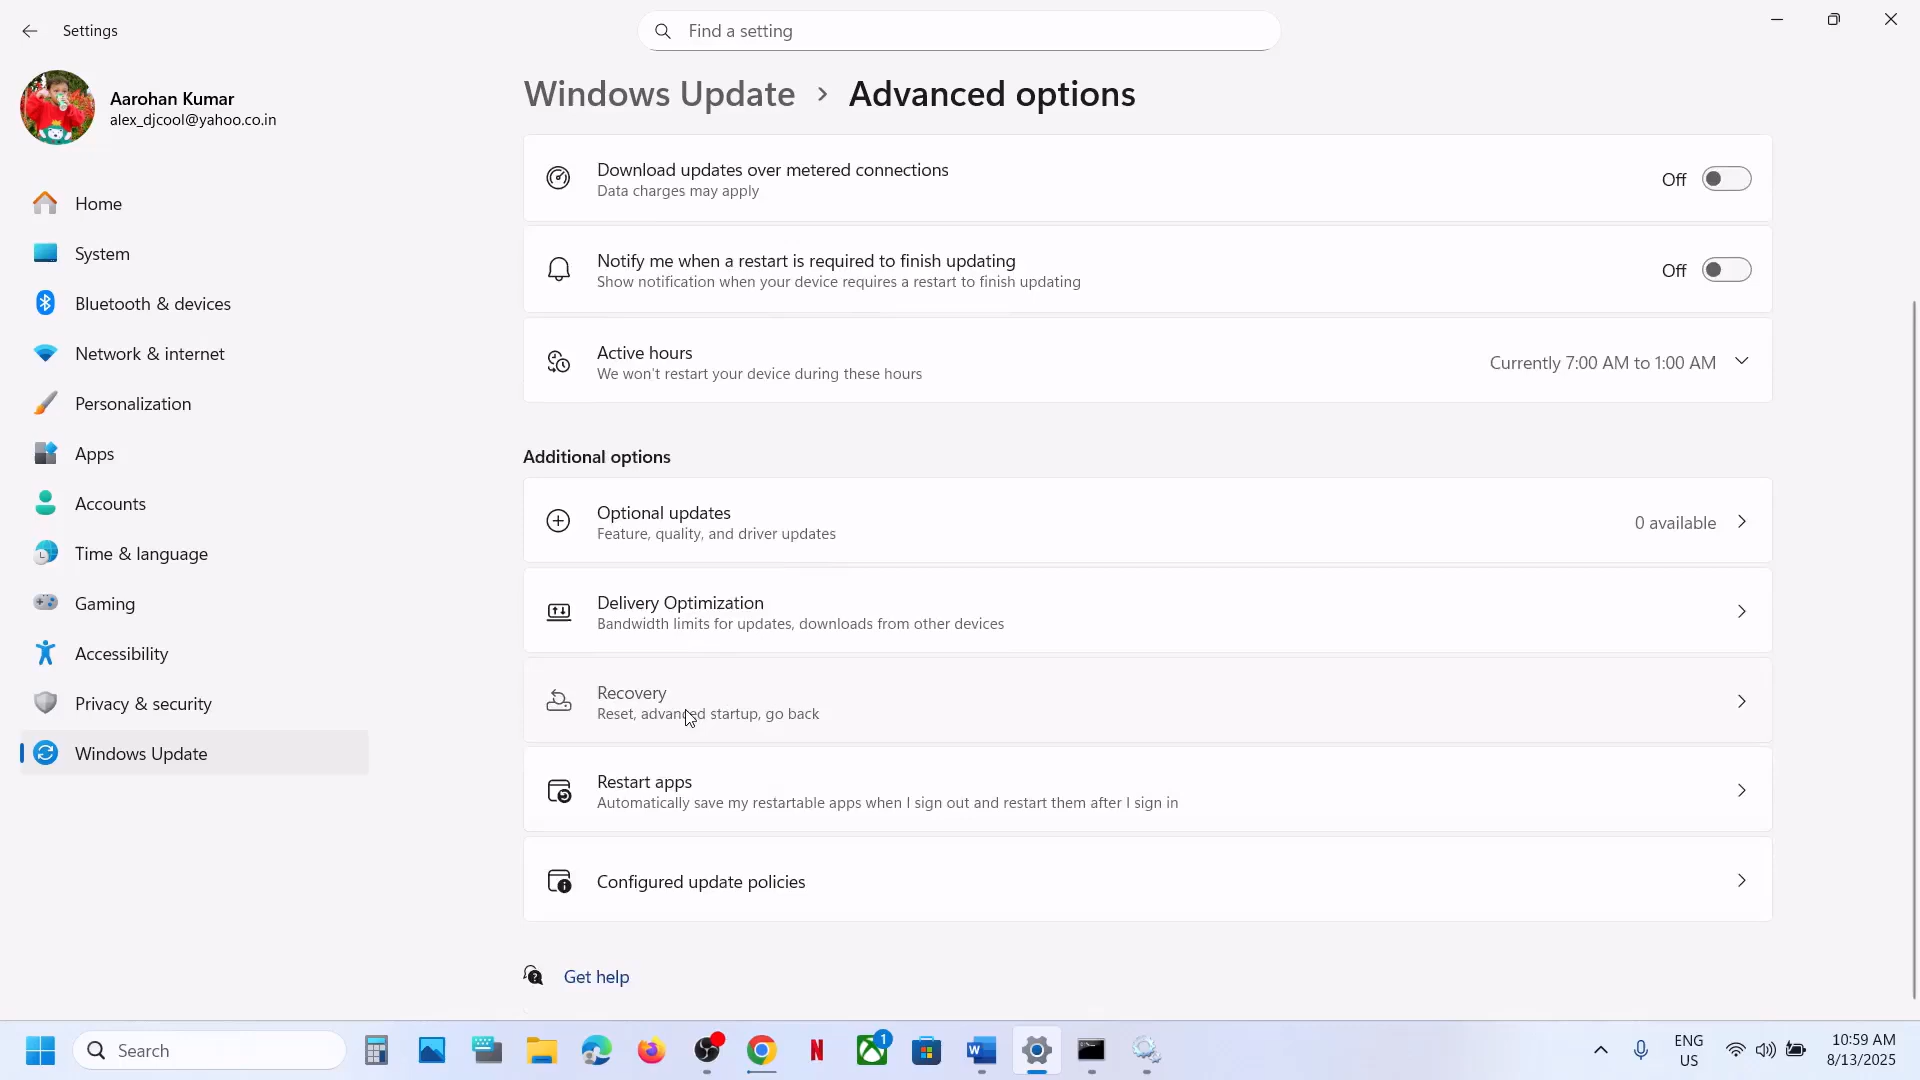 Settings
Find a setting
Aarohan Kumar
alex_djcool@yahoo.co.in
Home
System
Bluetooth & devices
Network & internet
Personalization
Apps
Accounts
Time & language
Gaming
Accessibility
Privacy & security
Windows Update
Windows Update > Advanced options
Download updates over metered connections
Data charges may apply
Off
Notify me when a restart is required to finish updating
Show notification when your device requires a restart to finish updating
Off
Active hours
We won't restart your device during these hours
Currently 7:00 AM to 1:00 AM
Additional options
Optional updates
Feature, quality, and driver updates
0 available
Delivery Optimization
Bandwidth limits for updates, downloads from other devices
Recovery
Reset, advanced startup, go back
Restart apps
Automatically save my restartable apps when I sign out and restart them after I sign in
Configured update policies
Get help
Search
N
1
W
ENG
US
10:59 AM
8/13/2025